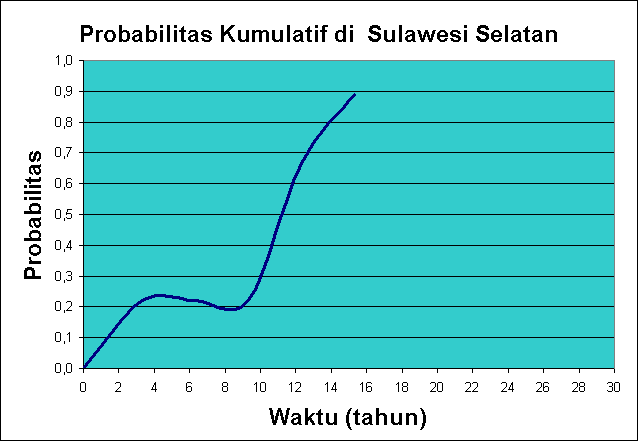 Probabilitas Kumulatif di  Sulawesi Selatan
1,0
0,9
0,8
0,7
0,6
0,5
0,4
0,3
0,2
0,1
0,0
Probabilitas
0 2 4 6 8 10 12 14 16 18 20 22 24 26 28 30
Waktu (tahun)